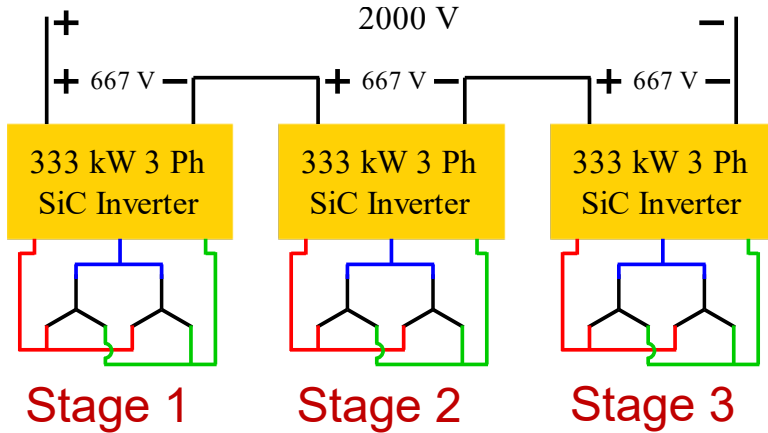 + 2000 V −
+ 667 V − + 667 V − + 667 V −
333 kW 3 Ph
SiC Inverter
333 kW 3 Ph
SiC Inverter
333 kW 3 Ph
SiC Inverter
Stage 1
Stage 2
Stage 3